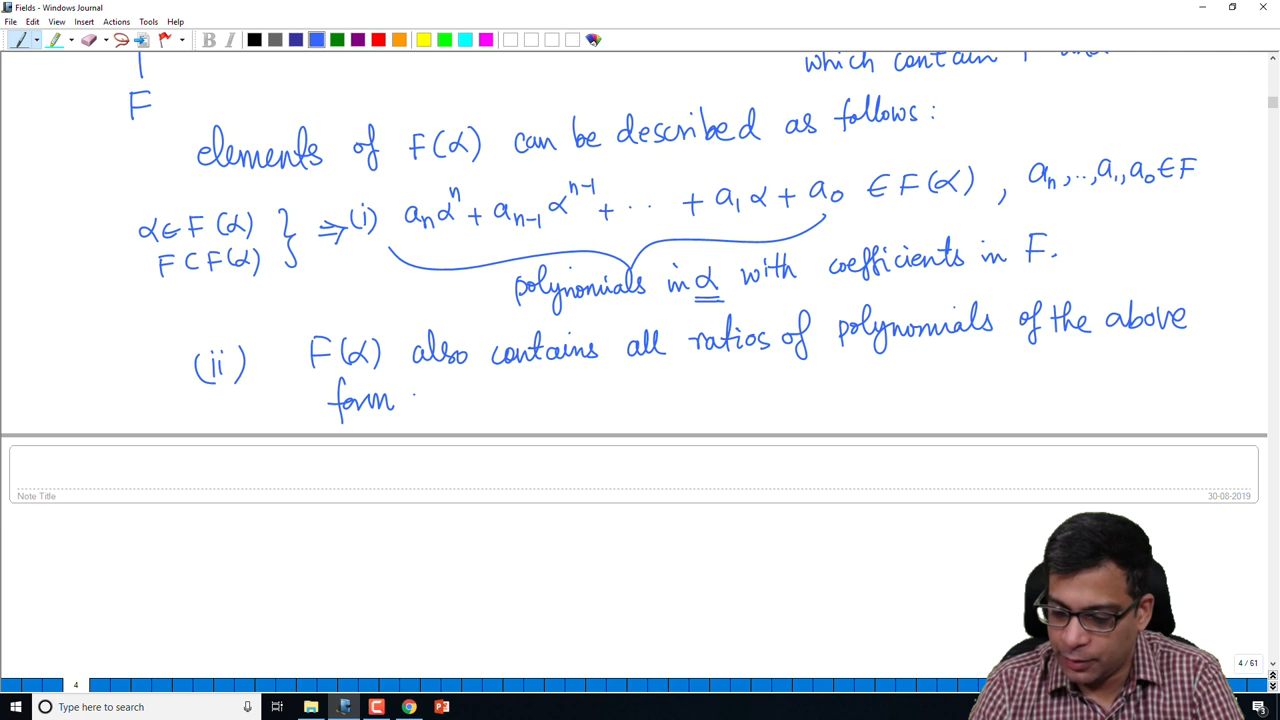 Fields - Windows Journal
File Edit View Insert Actions Tools Help
which contain F
F
elements of F(α) can be described as follows:
α∈F(α)
F⊂F(α)
} ⇒ (i) aₙαⁿ + aₙ₋₁αⁿ⁻¹ + ... + a₁α + a₀ ∈ F(α), aₙ,..,a₁,a₀∈F
polynomials in α with coefficients in F.
(ii) F(α) also contains all ratios of polynomials of the above
form
Note Title
30-08-2019
4 / 61
4
Type here to search